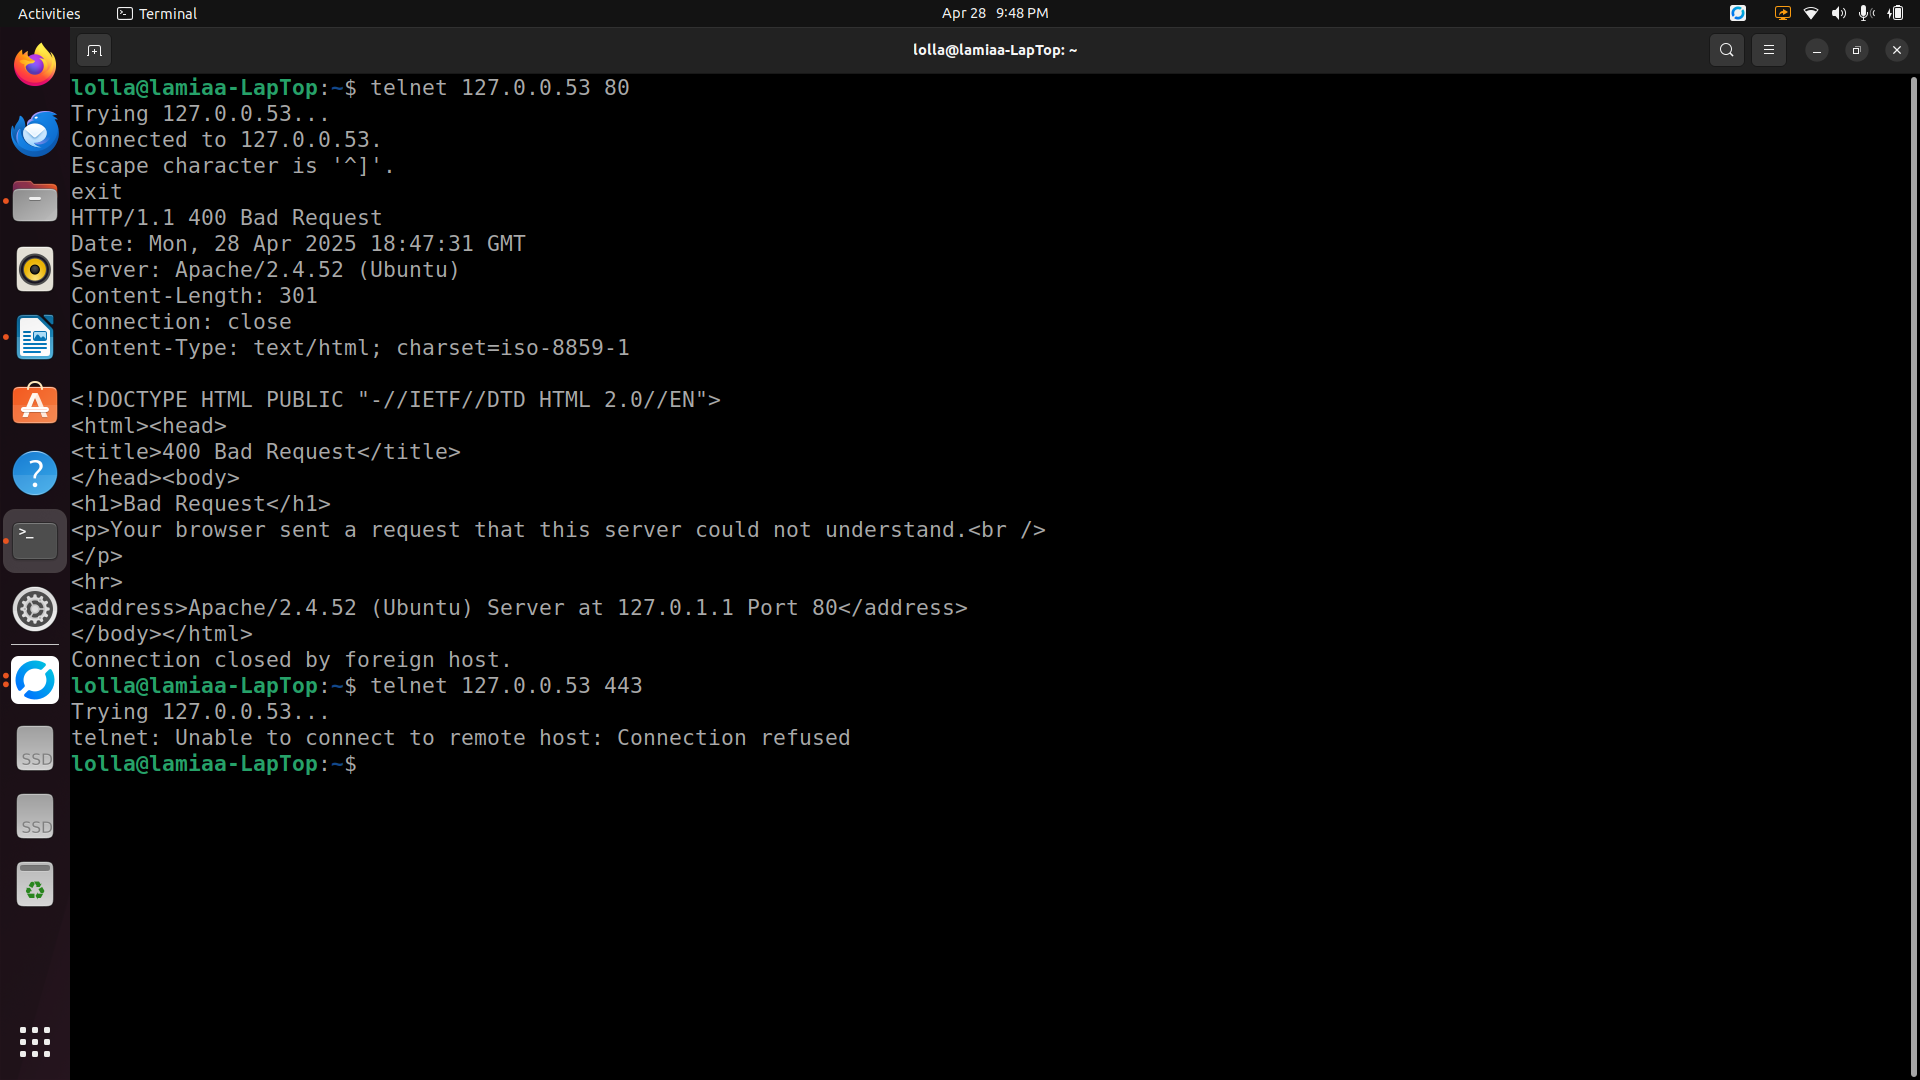 Activities
Terminal
Apr 28 9:48 PM
lolla@lamiaa-LapTop: ~
lolla@lamiaa-LapTop:~$ telnet 127.0.0.53 80
Trying 127.0.0.53...
Connected to 127.0.0.53.
Escape character is '^]'.
exit
HTTP/1.1 400 Bad Request
Date: Mon, 28 Apr 2025 18:47:31 GMT
Server: Apache/2.4.52 (Ubuntu)
Content-Length: 301
Connection: close
Content-Type: text/html; charset=iso-8859-1

<!DOCTYPE HTML PUBLIC "-//IETF//DTD HTML 2.0//EN">
<html><head>
<title>400 Bad Request</title>
</head><body>
<h1>Bad Request</h1>
<p>Your browser sent a request that this server could not understand.<br />
</p>
<hr>
<address>Apache/2.4.52 (Ubuntu) Server at 127.0.1.1 Port 80</address>
</body></html>
Connection closed by foreign host.
lolla@lamiaa-LapTop:~$ telnet 127.0.0.53 443
Trying 127.0.0.53...
telnet: Unable to connect to remote host: Connection refused
lolla@lamiaa-LapTop:~$
SSD
SSD